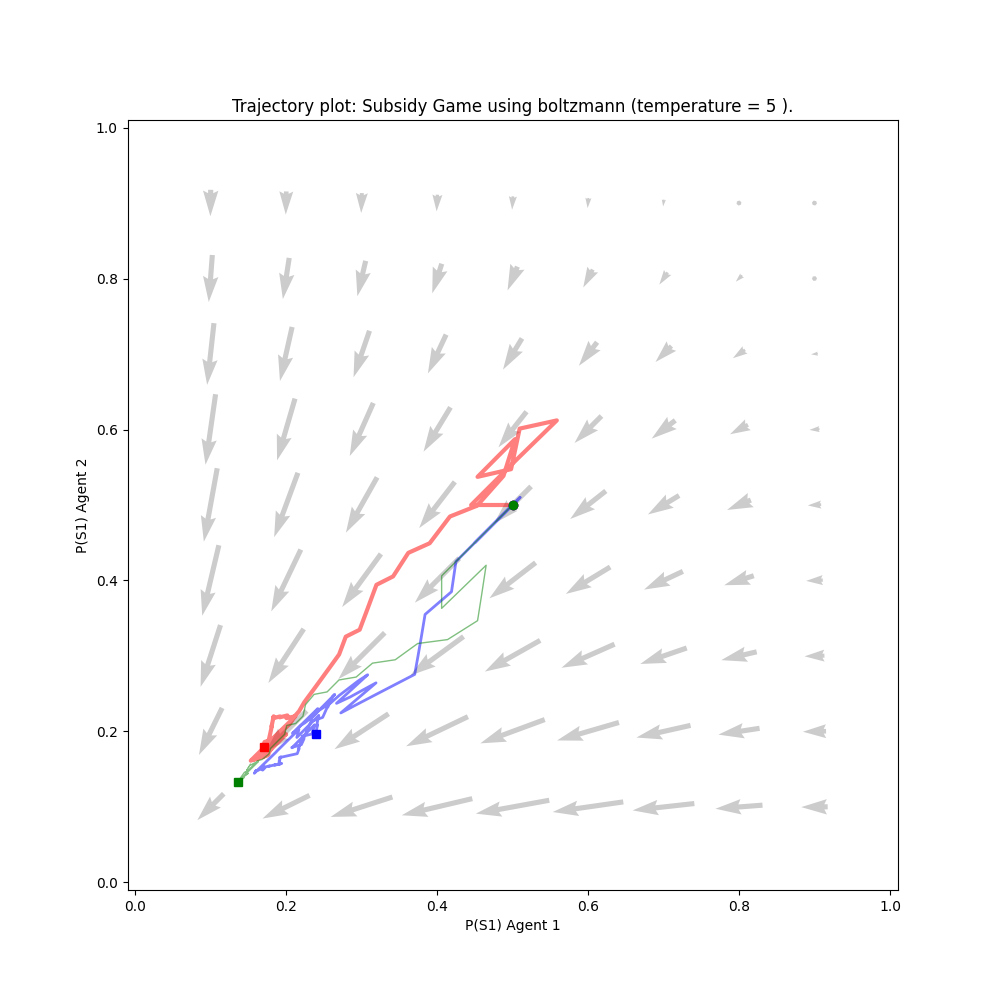 Trajectory plot: Subsidy Game using boltzmann (temperature = 5 ).
1.0
0.8
0.6
0.4
0.2
0.0
P(S1) Agent 2
0.0 0.2 0.4 0.6 0.8 1.0
P(S1) Agent 1